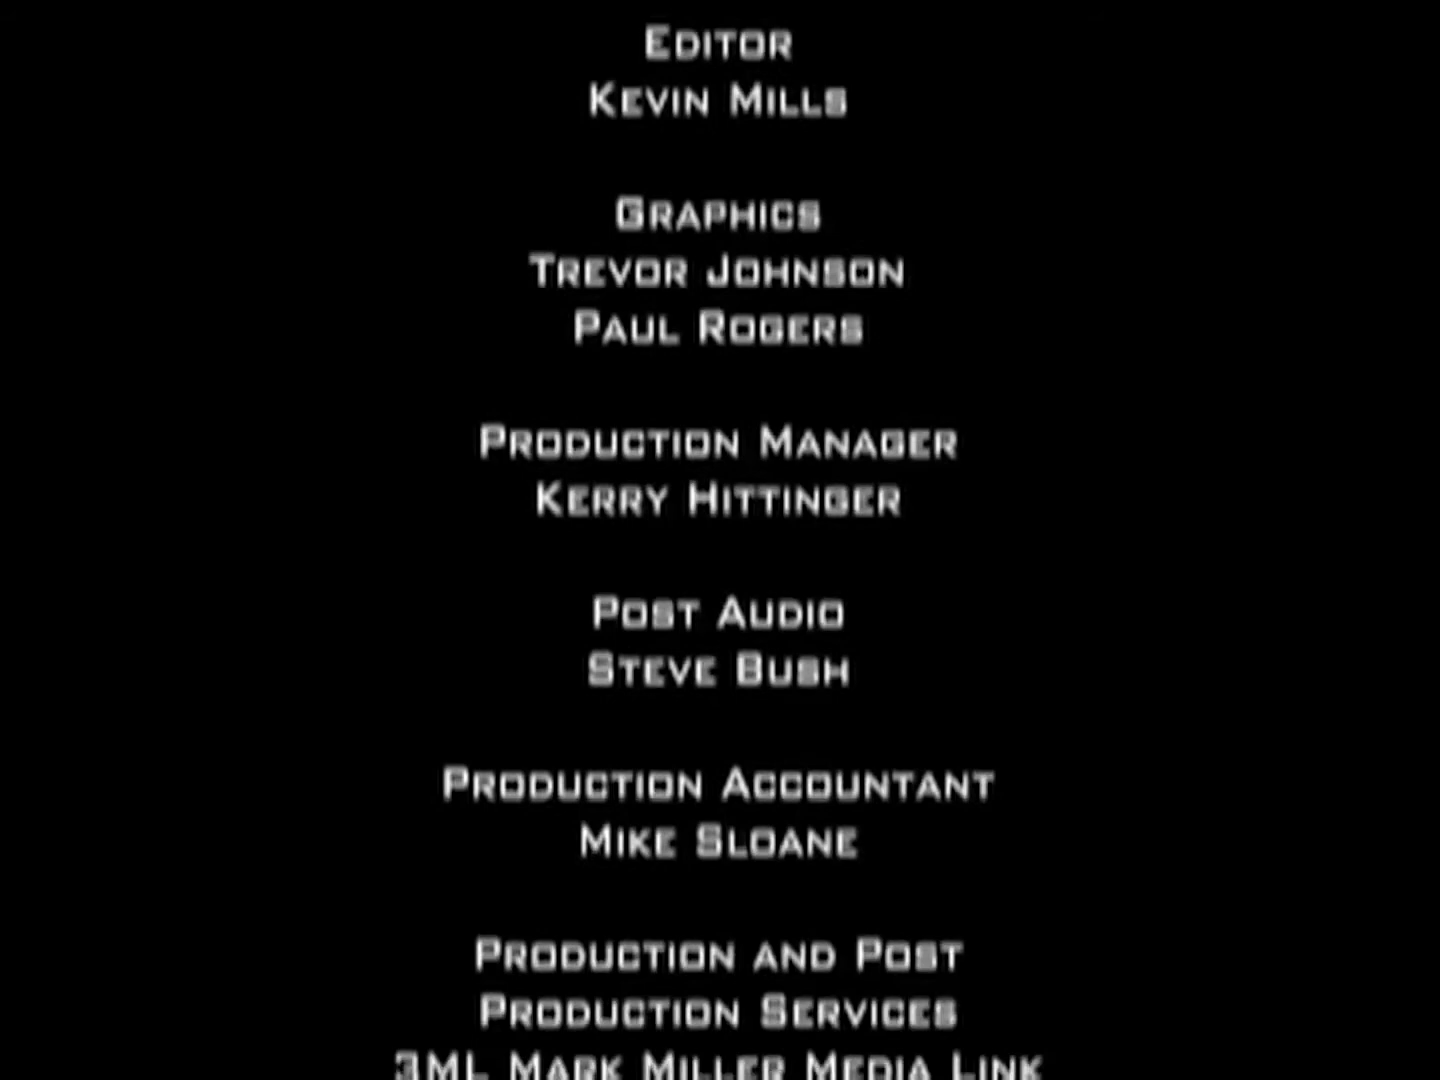 Editor
Kevin Mills
Graphics
Trevor Johnson
Paul Rogers
Production Manager
Kerry Hittinger
Post Audio
Steve Bush
Production Accountant
Mike Sloane
Production and Post
Production Services
3ML Mark Miller Media Link